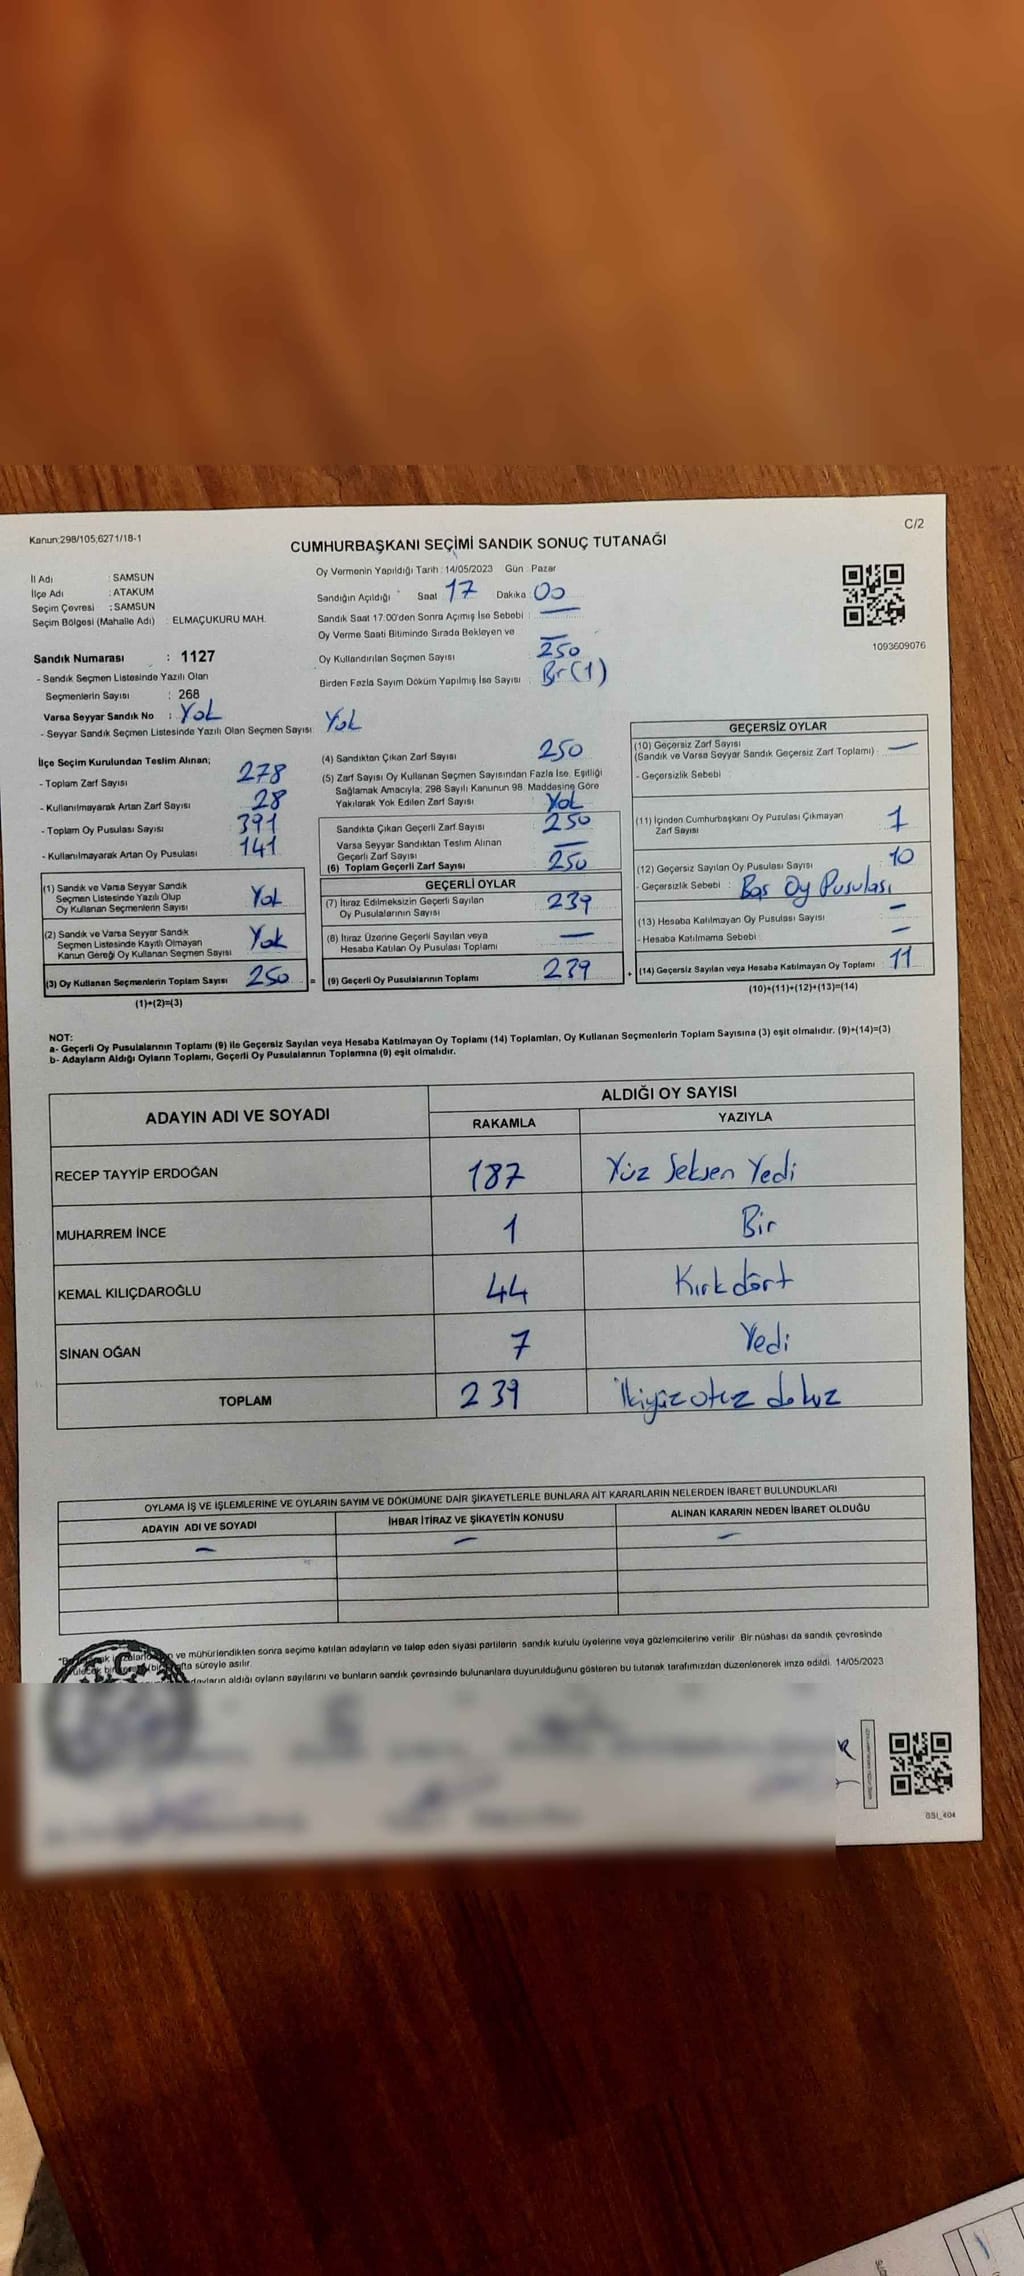 Kanun:298/105,6271/18-1
C/2
CUMHURBAŞKANI SEÇİMİ SANDIK SONUÇ TUTANAĞI
İl Adı : SAMSUN
İlçe Adı : ATAKUM
Seçim Çevresi : SAMSUN
Seçim Bölgesi (Mahalle Adı) : ELMAÇUKURU MAH.
Sandık Numarası : 1127
- Sandık Seçmen Listesinde Yazılı Olan
Seçmenlerin Sayısı : 268
Varsa Seyyar Sandık No : Yok
- Seyyar Sandık Seçmen Listesinde Yazılı Olan Seçmen Sayısı: Yok
Oy Vermenin Yapıldığı Tarih : 14/05/2023 Gün : Pazar
Sandığın Açıldığı Saat 17 Dakika : 00
Sandık Saat 17:00'den Sonra Açmış İse Sebebi : —
Oy Verme Saati Bitiminde Sırada Bekleyen ve —
Oy Kullandırılan Seçmen Sayısı 250
Birden Fazla Sayım Döküm Yapılmış İse Sayısı : Bir (1)
1093609076
İlçe Seçim Kurulundan Teslim Alınan;
- Toplam Zarf Sayısı 278
- Kullanılmayarak Artan Zarf Sayısı 28
- Toplam Oy Pusulası Sayısı 391
- Kullanılmayarak Artan Oy Pusulası 141
(1) Sandık ve Varsa Seyyar Sandık
Seçmen Listesinde Yazılı Olup
Oy Kullanan Seçmenlerin Sayısı Yok
(2) Sandık ve Varsa Seyyar Sandık
Seçmen Listesinde Kayıtlı Olmayan
Kanun Gereği Oy Kullanan Seçmen Sayısı Yok
(3) Oy Kullanan Seçmenlerin Toplam Sayısı 250 =
(1)+(2)=(3)
(4) Sandıktan Çıkan Zarf Sayısı 250
(5) Zarf Sayısı Oy Kullanan Seçmen Sayısından Fazla İse, Eşitliği
Sağlamak Amacıyla; 298 Sayılı Kanunun 98. Maddesine Göre
Yakılarak Yok Edilen Zarf Sayısı Yok
Sandıkta Çıkan Geçerli Zarf Sayısı 250
Varsa Seyyar Sandıktan Teslim Alınan
Geçerli Zarf Sayısı —
(6) Toplam Geçerli Zarf Sayısı 250
GEÇERLİ OYLAR
(7) İtiraz Edilmeksizin Geçerli Sayılan
Oy Pusulalarının Sayısı 239
(8) İtiraz Üzerine Geçerli Sayılan veya
Hesaba Katılan Oy Pusulası Toplamı —
(9) Geçerli Oy Pusulalarının Toplamı 239 +
GEÇERSİZ OYLAR
(10) Geçersiz Zarf Sayısı
(Sandık ve Varsa Seyyar Sandık Geçersiz Zarf Toplamı) : —
- Geçersizlik Sebebi :
(11) İçinden Cumhurbaşkanı Oy Pusulası Çıkmayan
Zarf Sayısı 1
(12) Geçersiz Sayılan Oy Pusulası Sayısı 10
- Geçersizlik Sebebi : Boş Oy Pusulası
(13) Hesaba Katılmayan Oy Pusulası Sayısı —
- Hesaba Katılmama Sebebi : —
(14) Geçersiz Sayılan veya Hesaba Katılmayan Oy Toplamı 11
(10)+(11)+(12)+(13)=(14)
NOT:
a- Geçerli Oy Pusulalarının Toplamı (9) ile Geçersiz Sayılan veya Hesaba Katılmayan Oy Toplamı (14) Toplamları, Oy Kullanan Seçmenlerin Toplam Sayısına (3) eşit olmalıdır. (9)+(14)=(3)
b- Adayların Aldığı Oyların Toplamı, Geçerli Oy Pusulalarının Toplamına (9) eşit olmalıdır.
ADAYIN ADI VE SOYADI ALDIĞI OY SAYISI
RAKAMLA YAZIYLA
RECEP TAYYİP ERDOĞAN 187 Yüz Seksen Yedi
MUHARREM İNCE 1 Bir
KEMAL KILIÇDAROĞLU 44 Kırk dört
SİNAN OĞAN 7 Yedi
TOPLAM 239 İkiyüz otuz dokuz
OYLAMA İŞ VE İŞLEMLERİNE VE OYLARIN SAYIM VE DÖKÜMÜNE DAİR ŞİKAYETLERLE BUNLARA AİT KARARLARIN NELERDEN İBARET BULUNDUKLARI
ADAYIN ADI VE SOYADI İHBAR İTİRAZ VE ŞİKAYETİN KONUSU ALINAN KARARIN NEDEN İBARET OLDUĞU
— — —
ve mühürlendikten sonra seçime katılan adayların ve talep eden siyasi partilerin sandık kurulu üyelerine veya gözlemcilerine verilir. Bir nüshası da sandık çevresinde
süreyle asılır.
aldığı oyların sayılarını ve bunların sandık çevresinde bulunanlara duyurulduğunu gösteren bu tutanak tarafımızdan düzenlenerek imza edildi. 14/05/2023
GSI_404